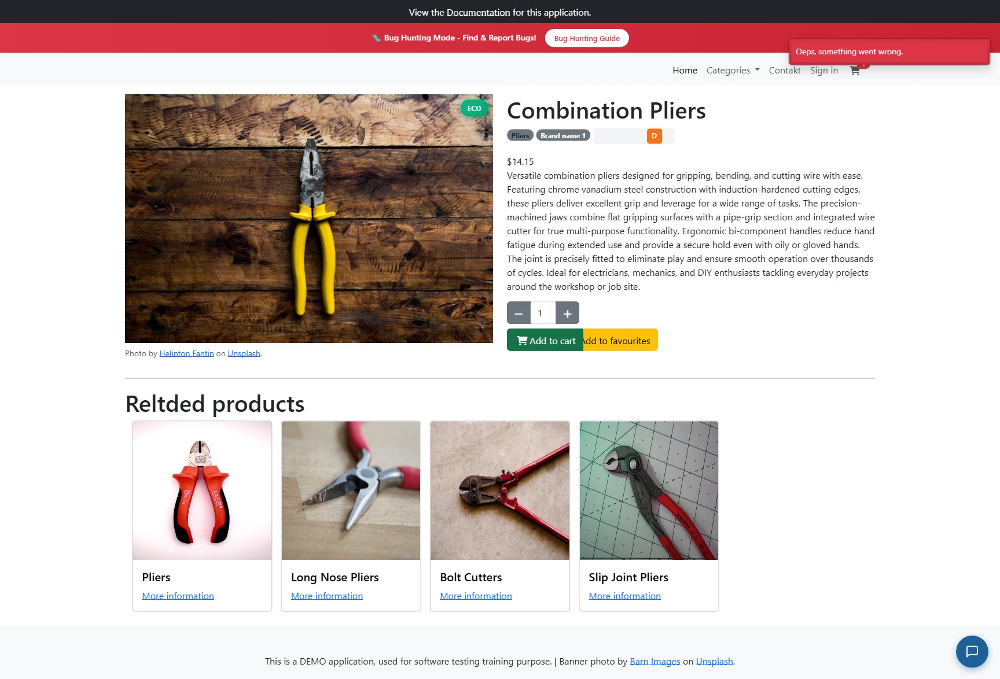 View the Documentation for this application.
Bug Hunting Mode - Find & Report Bugs! Bug Hunting Guide
Oeps, something went wrong.
Home Categories Contakt Sign in
ECO
Combination Pliers
Pliers Brand name 1 D
$14.15
Versatile combination pliers designed for gripping, bending, and cutting wire with ease.
Featuring chrome vanadium steel construction with induction-hardened cutting edges,
these pliers deliver excellent grip and leverage for a wide range of tasks. The precision-
machined jaws combine flat gripping surfaces with a pipe-grip section and integrated wire
cutter for true multi-purpose functionality. Ergonomic bi-component handles reduce hand
fatigue during extended use and provide a secure hold even with oily or gloved hands.
The joint is precisely fitted to eliminate play and ensure smooth operation over thousands
of cycles. Ideal for electricians, mechanics, and DIY enthusiasts tackling everyday projects
around the workshop or job site.
1
Add to cart Add to favourites
Photo by Helinton Fantin on Unsplash.
Reltded products
Pliers
More information
Long Nose Pliers
More information
Bolt Cutters
More information
Slip Joint Pliers
More information
This is a DEMO application, used for software testing training purpose. | Banner photo by Barn Images on Unsplash.